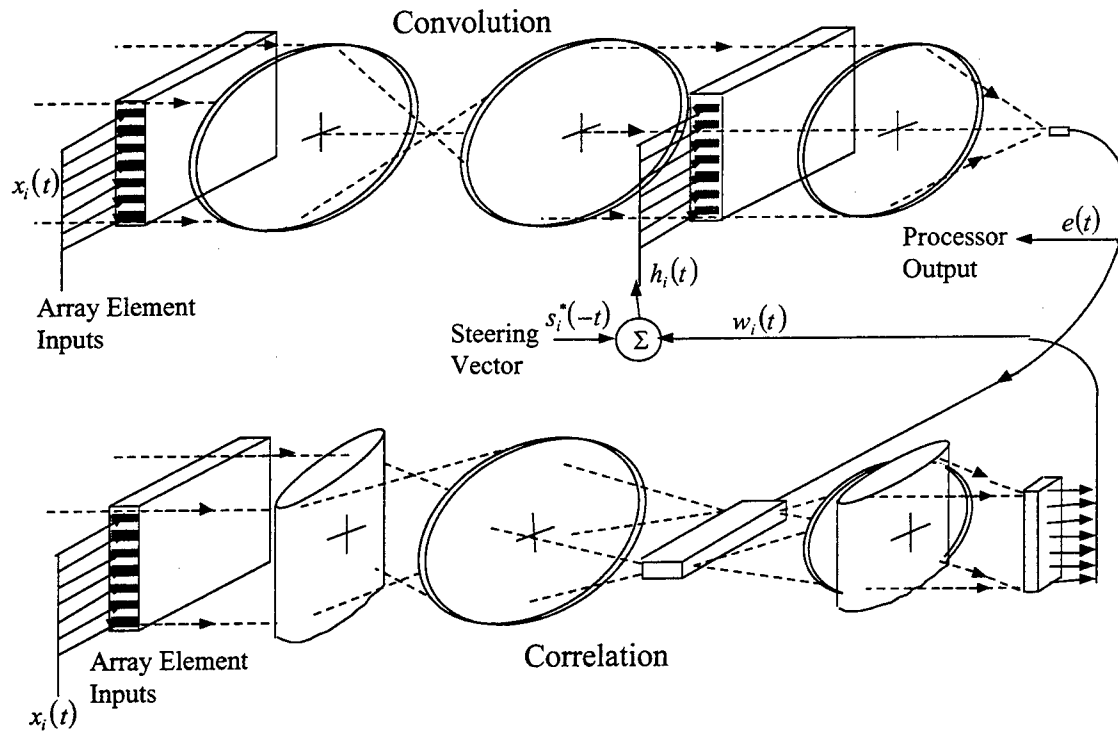 Convolution
x_i(t)
Array Element
Inputs
h_i(t)
Processor
Output
e(t)
Steering
Vector
s_i^*(-t)
Σ
w_i(t)
Array Element
Inputs
x_i(t)
Correlation